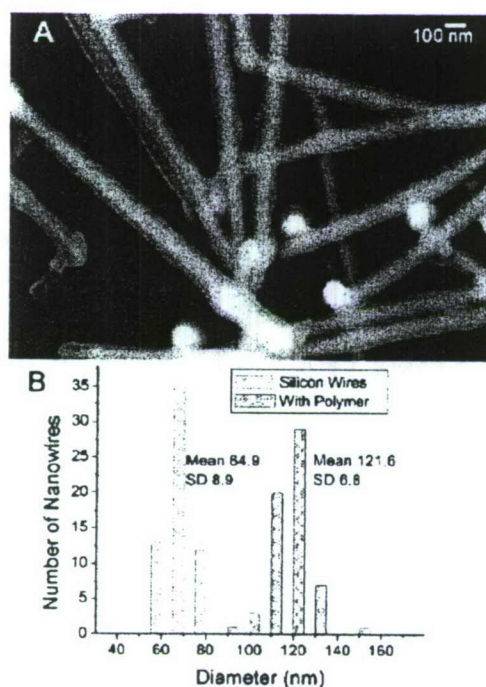 A
100 nm
B
Silicon Wires
With Polymer
Mean 64.9
SD 8.9
Mean 121.6
SD 6.8
Number of Nanowires
35
30
25
20
15
10
5
0
40 60 80 100 120 140 160
Diameter (nm)